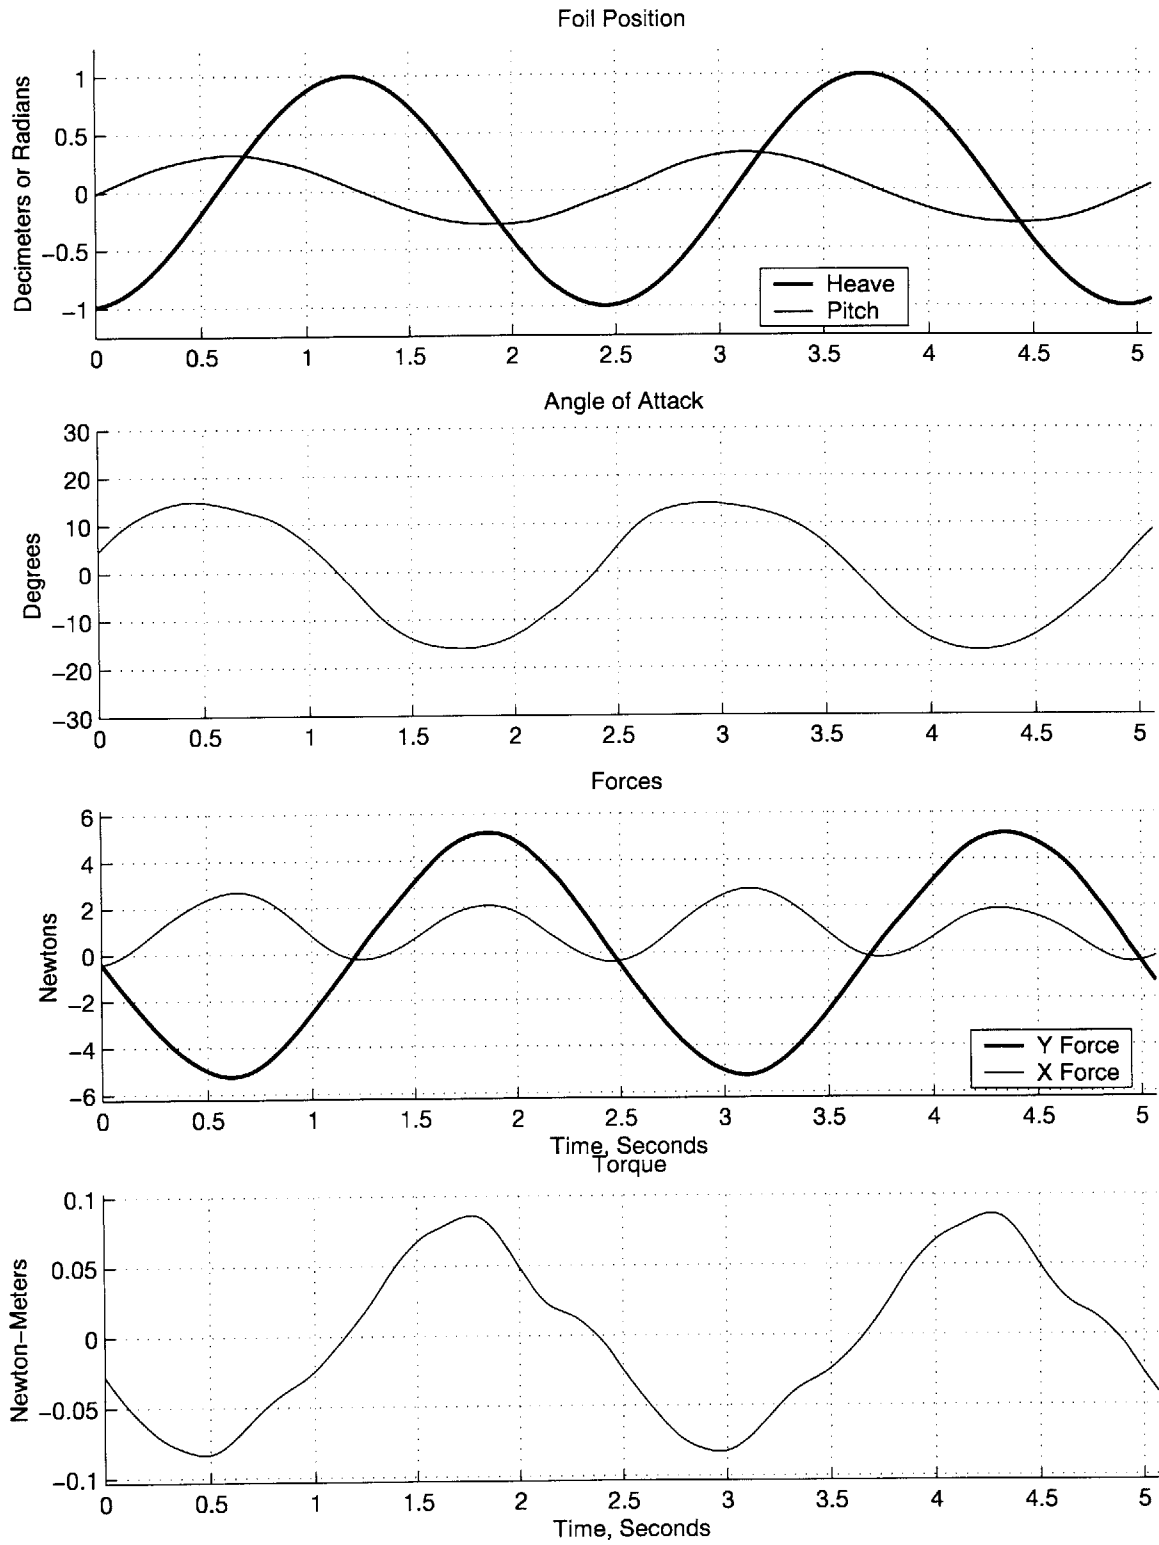 Foil Position
Decimeters or Radians
1
0.5
0
−0.5
−1
Heave
Pitch
0 0.5 1 1.5 2 2.5 3 3.5 4 4.5 5
Angle of Attack
Degrees
30
20
10
0
−10
−20
−30
0 0.5 1 1.5 2 2.5 3 3.5 4 4.5 5
Forces
Newtons
6
4
2
0
−2
−4
−6
Y Force
X Force
0 0.5 1 1.5 2 2.5 3 3.5 4 4.5 5
Time, Seconds
Torque
Newton−Meters
0.1
0.05
0
−0.05
−0.1
0 0.5 1 1.5 2 2.5 3 3.5 4 4.5 5
Time, Seconds